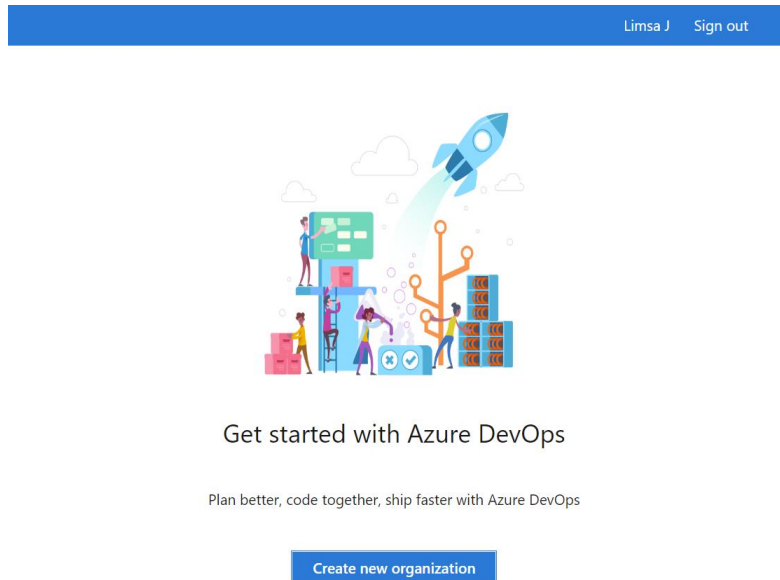 Limsa J Sign out
Get started with Azure DevOps
Plan better, code together, ship faster with Azure DevOps
Create new organization